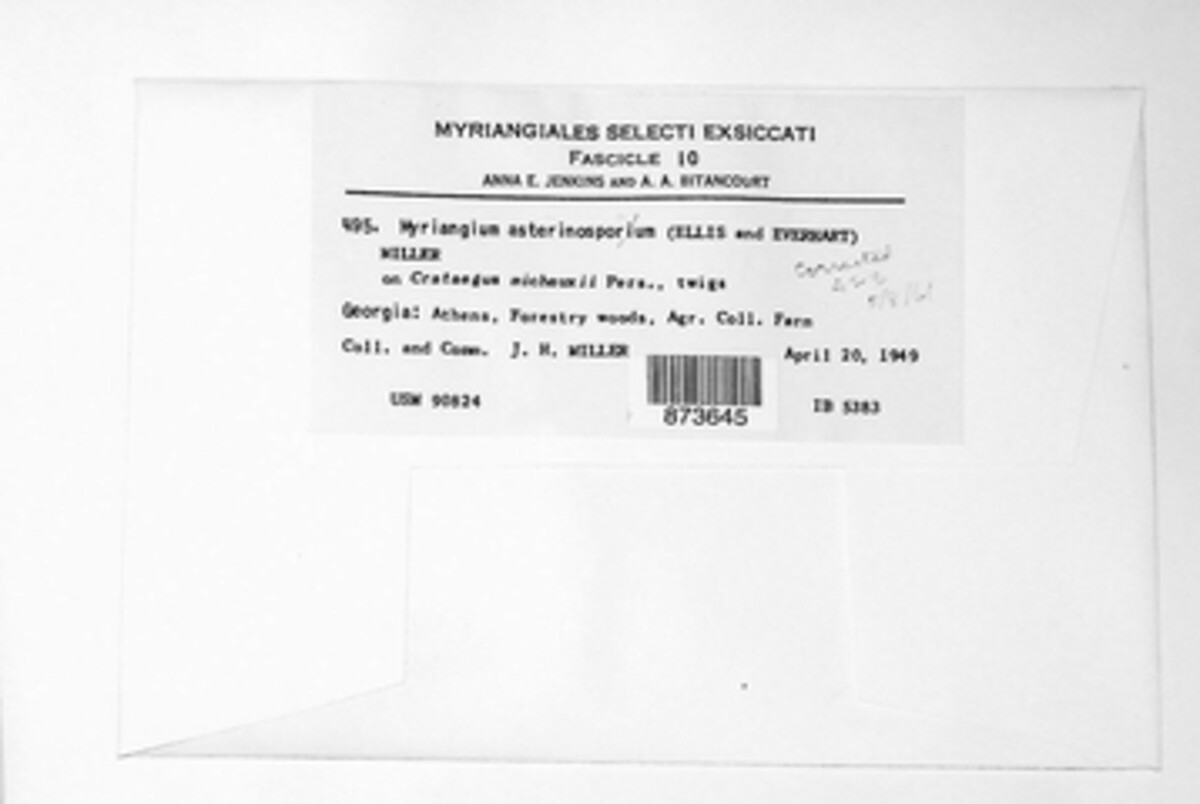 MYRIANGIALES SELECTI EXSICCATI
FASCICLE 10
ANNA E. JENKINS AND A. A. BITANCOURT
495. Myriangium asterinosporium (ELLIS and EVERHART)
MILLER
Corrected
on Crataegus michauxii Pers., twigs
Georgia: Athens, Forestry woods, Agr. Coll. Farm
Coll. and Comm. J. H. MILLER
April 20, 1949
USM 90824
873645
IB 5383